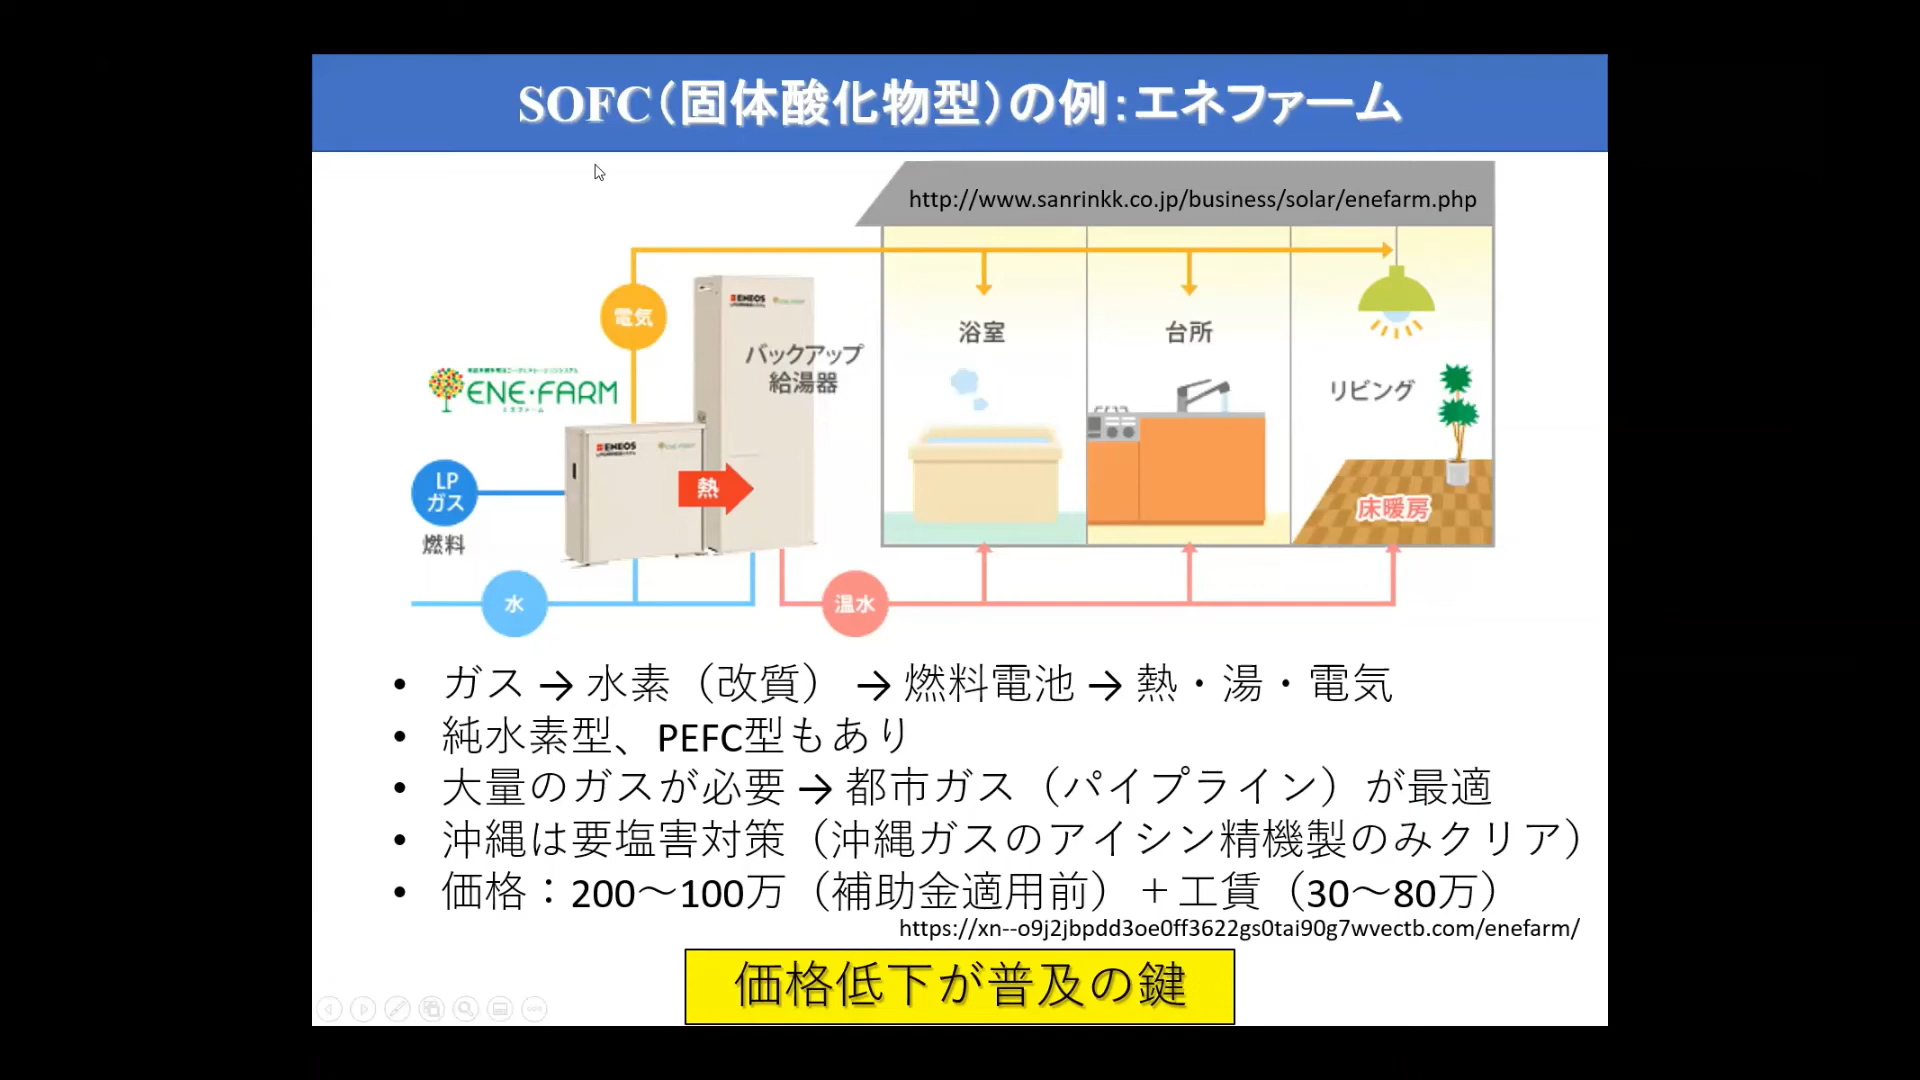 SOFC（固体酸化物型）の例：エネファーム
http://www.sanrinkk.co.jp/business/solar/enefarm.php
電気
ENEOS
バックアップ
給湯器
浴室
台所
リビング
ENE・FARM
エネファーム
ENEOS
LP
ガス
熱
床暖房
燃料
水
温水
• ガス → 水素（改質） → 燃料電池 → 熱・湯・電気
• 純水素型、PEFC型もあり
• 大量のガスが必要 → 都市ガス（パイプライン）が最適
• 沖縄は要塩害対策（沖縄ガスのアイシン精機製のみクリア）
• 価格：200～100万（補助金適用前）＋工賃（30～80万）
https://xn--o9j2jbpdd3oe0ff3622gs0tai90g7wvectb.com/enefarm/
価格低下が普及の鍵